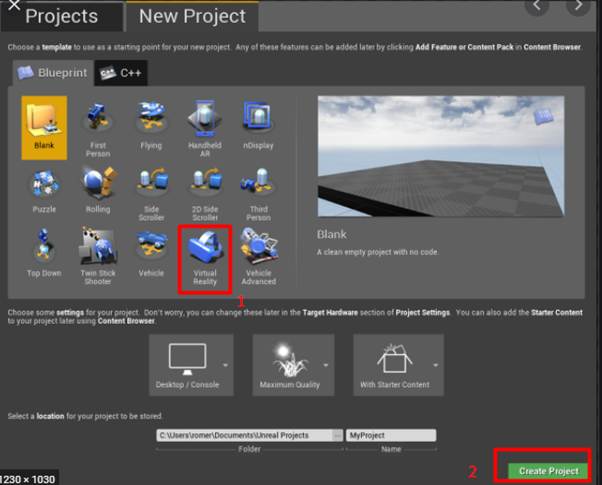 Projects
New Project
Choose a template to use as a starting point for your new project. Any of these features can be added later by clicking Add Feature or Content Pack in Content Browser.
Blueprint
C++
Blank
First
Person
Flying
Handheld
AR
nDisplay
Puzzle
Rolling
Side
Scroller
2D Side
Scroller
Third
Person
Top Down
Twin Stick
Shooter
Vehicle
Virtual
Reality
Vehicle
Advanced
Blank
A clean empty project with no code.
1
Choose some settings for your project. Don't worry, you can change these later in the Target Hardware section of Project Settings. You can also add the Starter Content
to your project later using Content Browser.
Desktop / Console
Maximum Quality
With Starter Content
Select a location for your project to be stored.
C:\Users\romer\Documents\Unreal Projects
...
MyProject
Folder
Name
2
Create Project
1230 × 1030